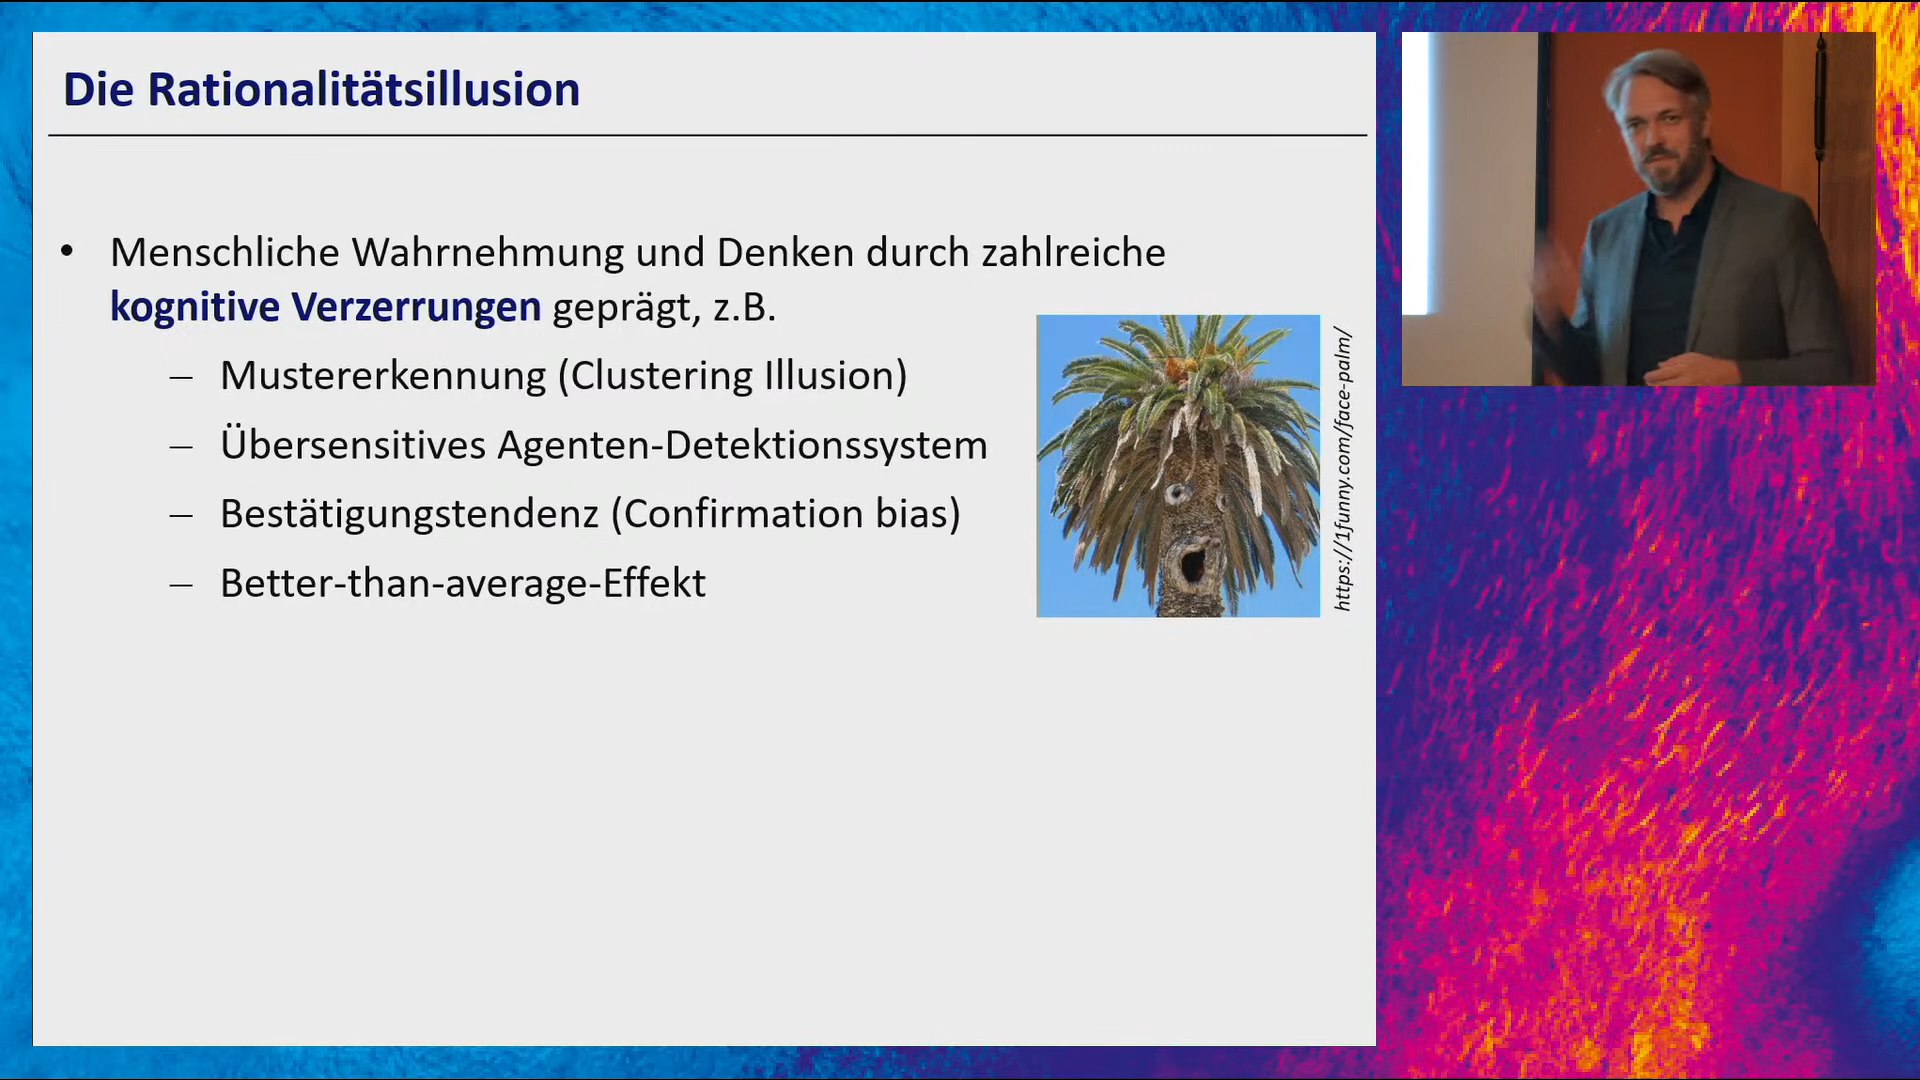 Die Rationalitätsillusion
• Menschliche Wahrnehmung und Denken durch zahlreiche
kognitive Verzerrungen geprägt, z.B.
– Mustererkennung (Clustering Illusion)
– Übersensitives Agenten-Detektionssystem
– Bestätigungstendenz (Confirmation bias)
– Better-than-average-Effekt
https://1funny.com/face-palm/